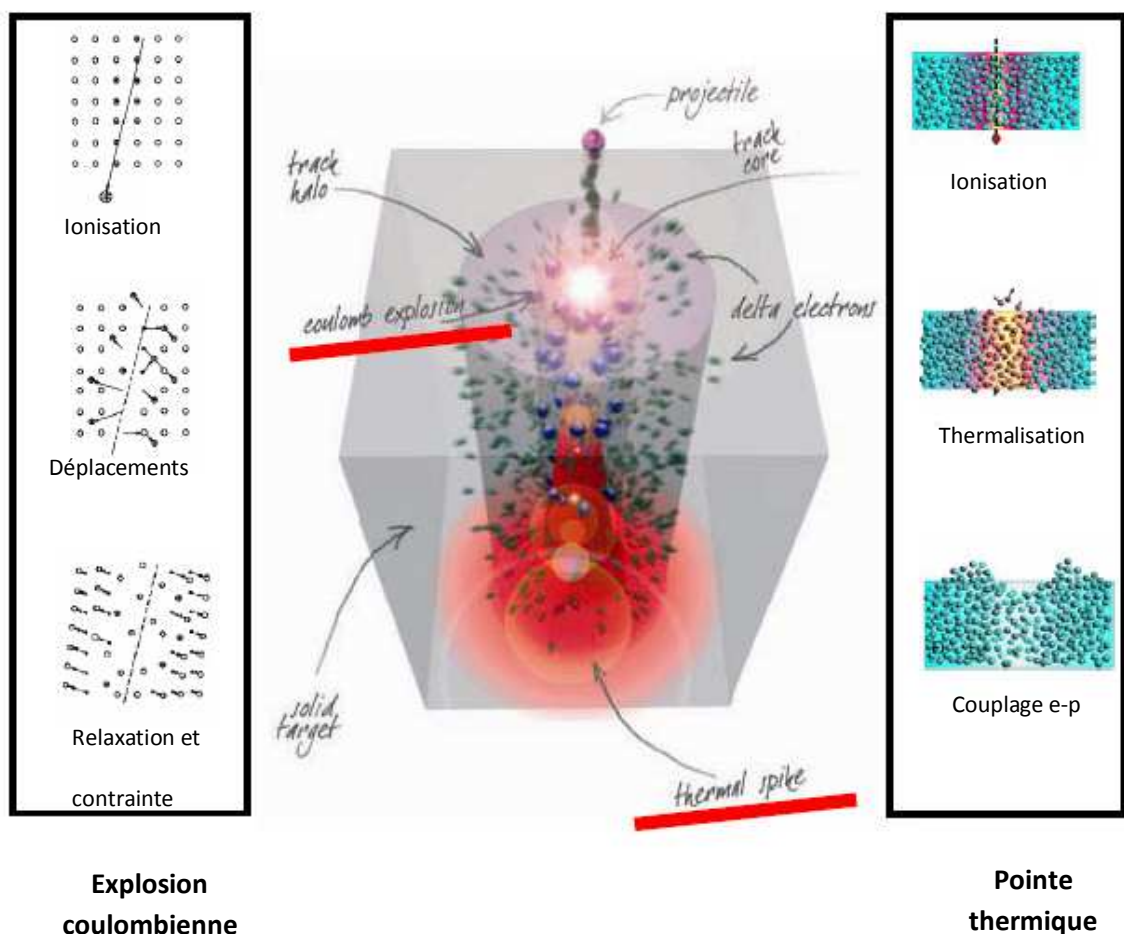 Ionisation
Déplacements
Relaxation et
contrainte
projectile
track
halo
track
core
coulomb explosion
delta electrons
solid
target
thermal spike
Ionisation
Thermalisation
Couplage e-p
Explosion
coulombienne
Pointe
thermique